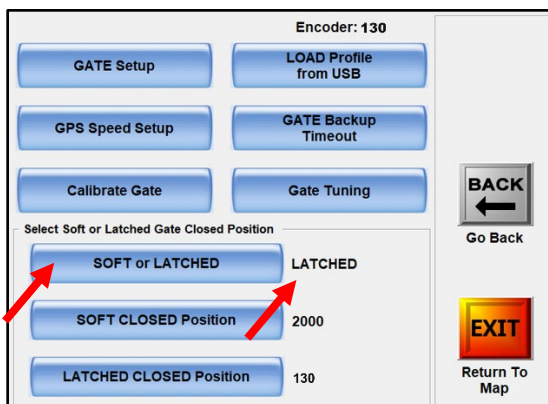 Encoder: 130
GATE Setup
LOAD Profile
from USB
GPS Speed Setup
GATE Backup
Timeout
Calibrate Gate
Gate Tuning
BACK
Go Back
Select Soft or Latched Gate Closed Position
SOFT or LATCHED
LATCHED
SOFT CLOSED Position
2000
LATCHED CLOSED Position
130
EXIT
Return To
Map